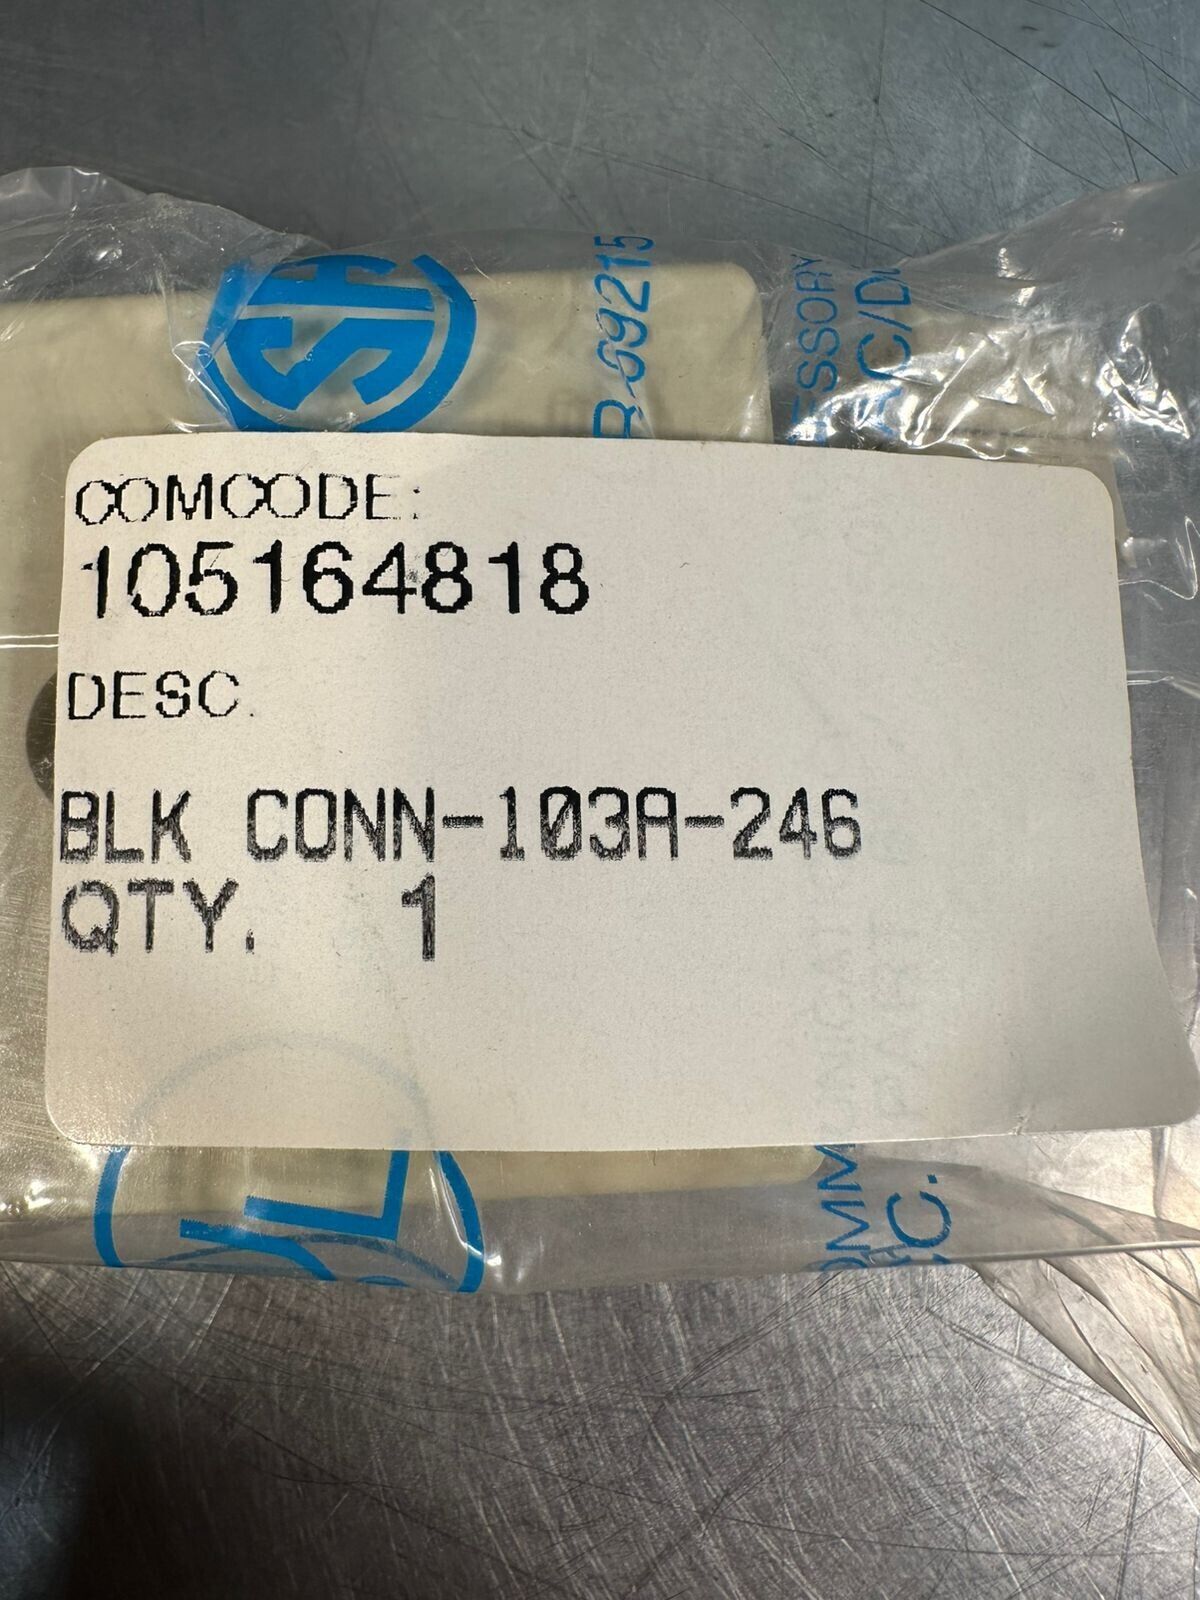 COMCODE:
105164818
DESC.
BLK CONN-103A-246
QTY. 1